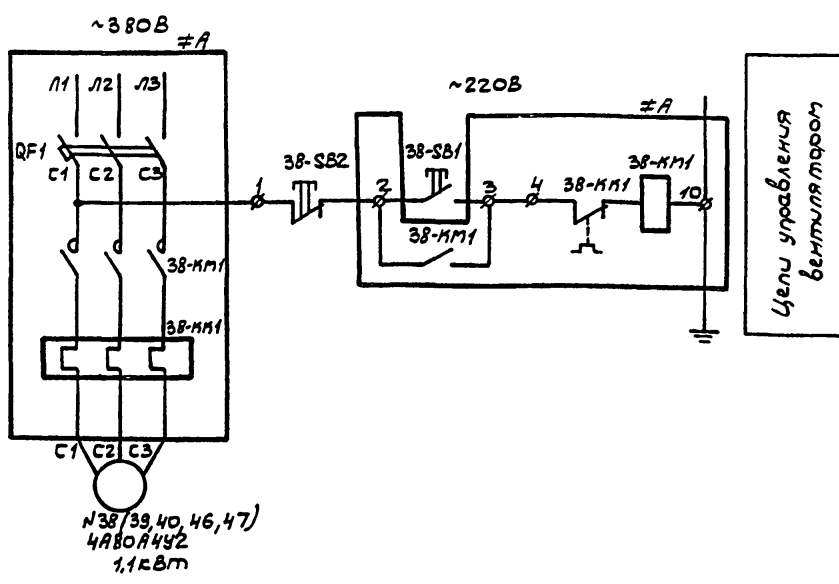 ~380В
≠А
Л1 Л2 Л3
QF1
С1 С2 С3
38-КМ1
38-КК1
С1 С2 С3
N38(39,40,46,47)
4А80А4У2
1,1кВт
~220В
≠А
1
38-SB2
2
38-SB1
3
4
38-КК1
38-КМ1
10
38-КМ1
Цепи управления
вентилятором